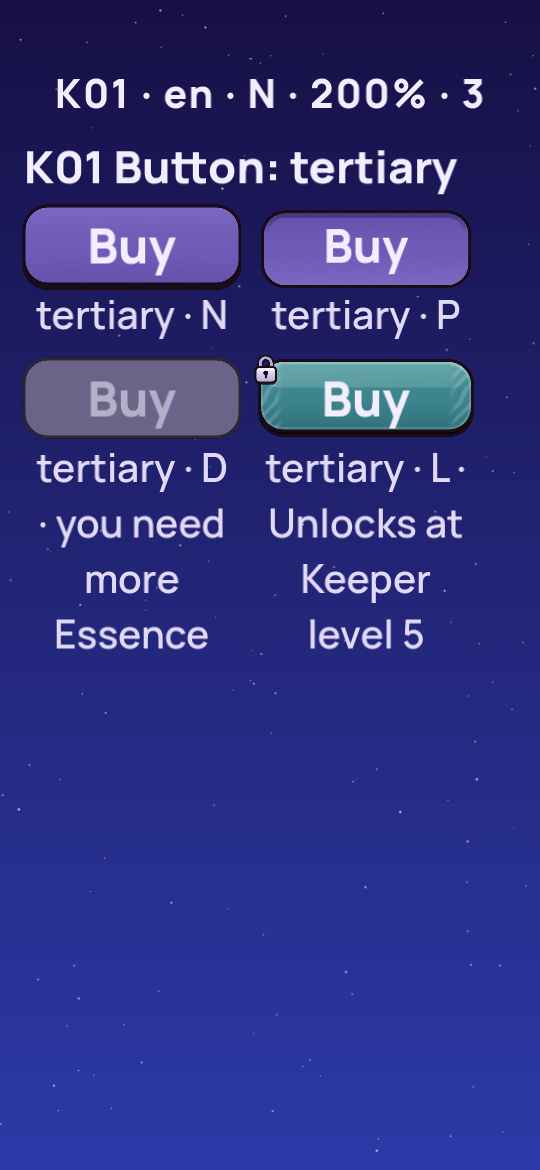 K01 · en · N · 200% · 3
K01 Button: tertiary
Buy
Buy
tertiary · N
tertiary · P
Buy
Buy
tertiary · D
· you need
more
Essence
tertiary · L ·
Unlocks at
Keeper
level 5